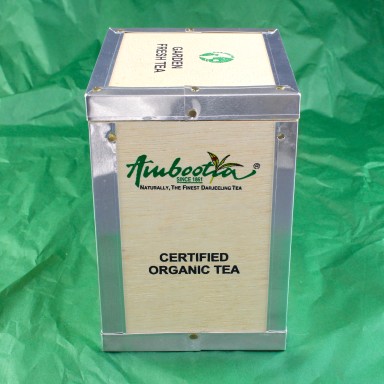 GARDEN
FRESH TEA
Ambootia®
SINCE 1861
NATURALLY, THE FINEST DARJEELING TEA
CERTIFIED
ORGANIC TEA